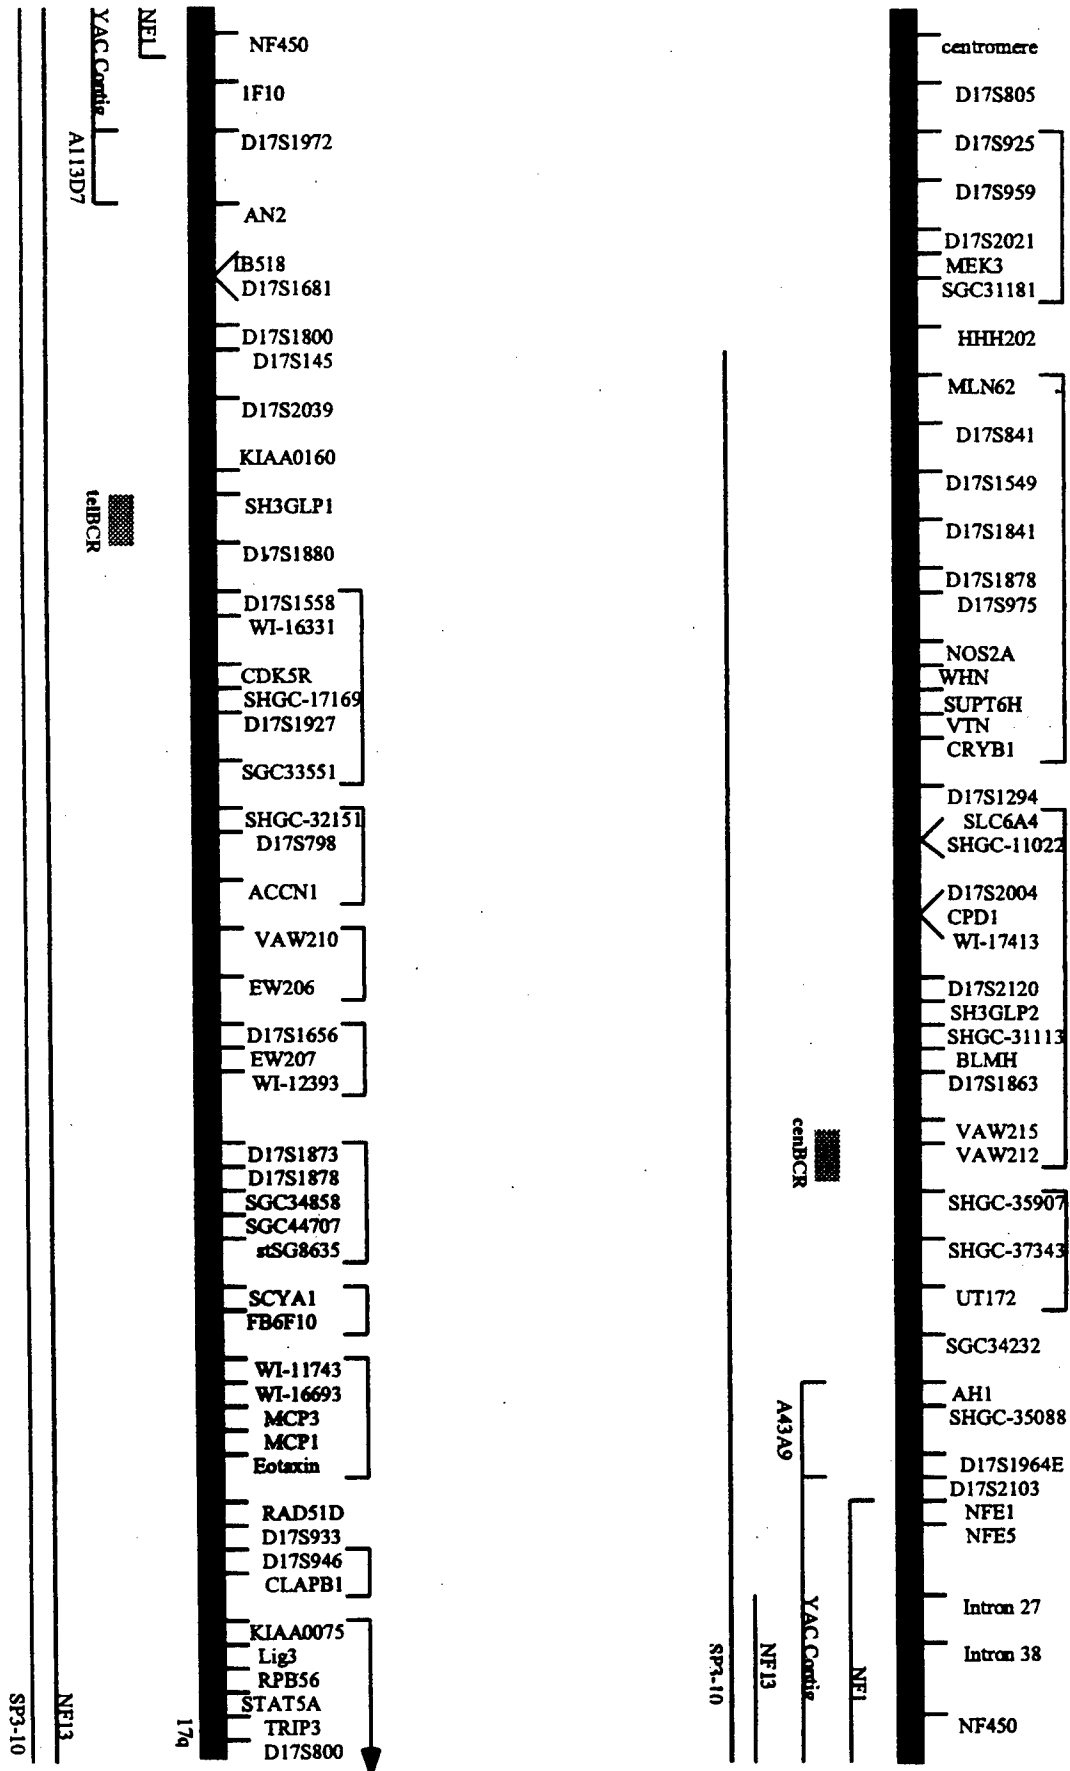 centromere
D17S805
D17S925
D17S959
D17S2021
MEK3
SGC31181
HHH202
MLN62
D17S841
D17S1549
D17S1841
D17S1878
D17S975
NOS2A
WHN
SUPT6H
VTN
CRYB1
D17S1294
SLC6A4
SHGC-11022
D17S2004
CPD1
WI-17413
D17S2120
SH3GLP2
SHGC-31113
BLMH
D17S1863
VAW215
VAW212
SHGC-35907
SHGC-37343
UT172
SGC34232
AH1
SHGC-35088
D17S1964E
D17S2103
NFE1
NFE5
Intron 27
Intron 38
NF450
cenBCR
A43A9
YAC Contig
NF1
NF13
SP3-10
NF1
YAC Contig
A113D7
NF450
1F10
D17S1972
AN2
IB518
D17S1681
D17S1800
D17S145
D17S2039
KIAA0160
SH3GLP1
D17S1880
D17S1558
WI-16331
CDK5R
SHGC-17169
D17S1927
SGC33551
SHGC-32151
D17S798
ACCN1
VAW210
EW206
D17S1656
EW207
WI-12393
D17S1873
D17S1878
SGC34858
SGC44707
stSG8635
SCYA1
FB6F10
WI-11743
WI-16693
MCP3
MCP1
Eotaxin
RAD51D
D17S933
D17S946
CLAPB1
KIAA0075
Lig3
RPB56
STAT5A
TRIP3
D17S800
telBCR
17q
NF13
SP3-10